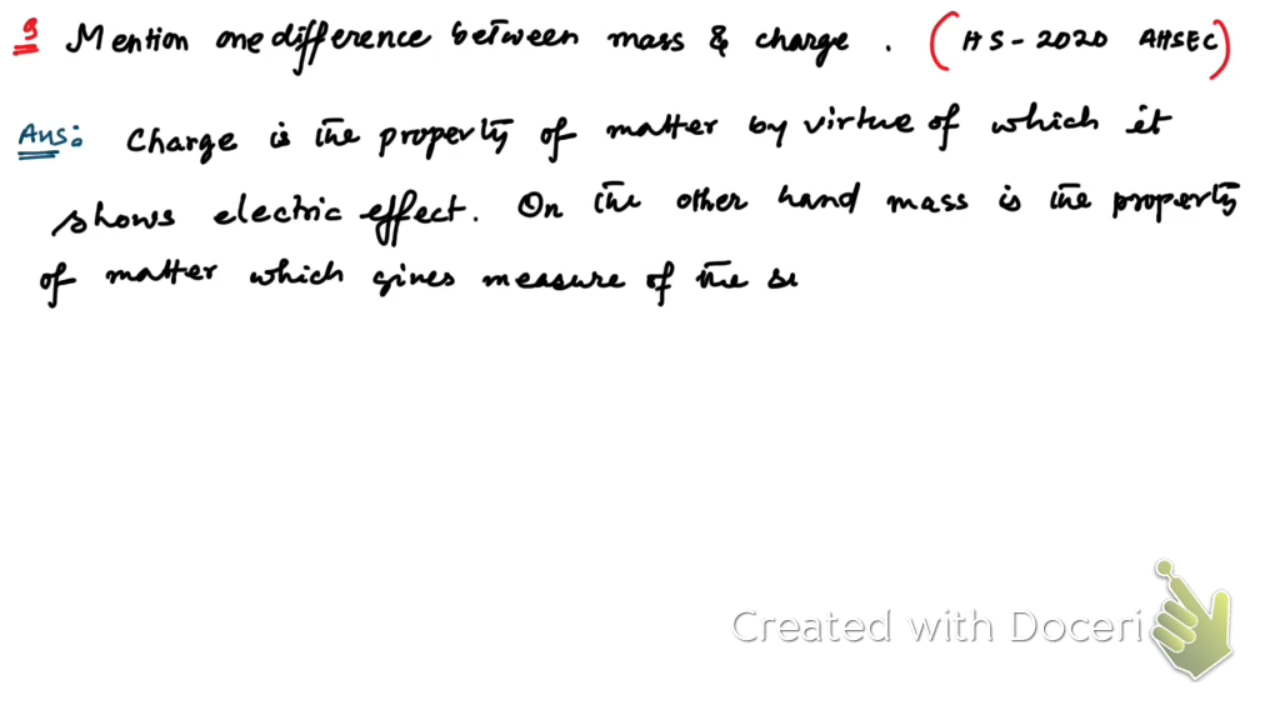 9 Mention one difference between mass & charge. (HS-2020 AHSEC)
Ans: Charge is the property of matter by virtue of which it
shows electric effect. On the other hand mass is the property
of matter which gives measure of the
Created with Doceri